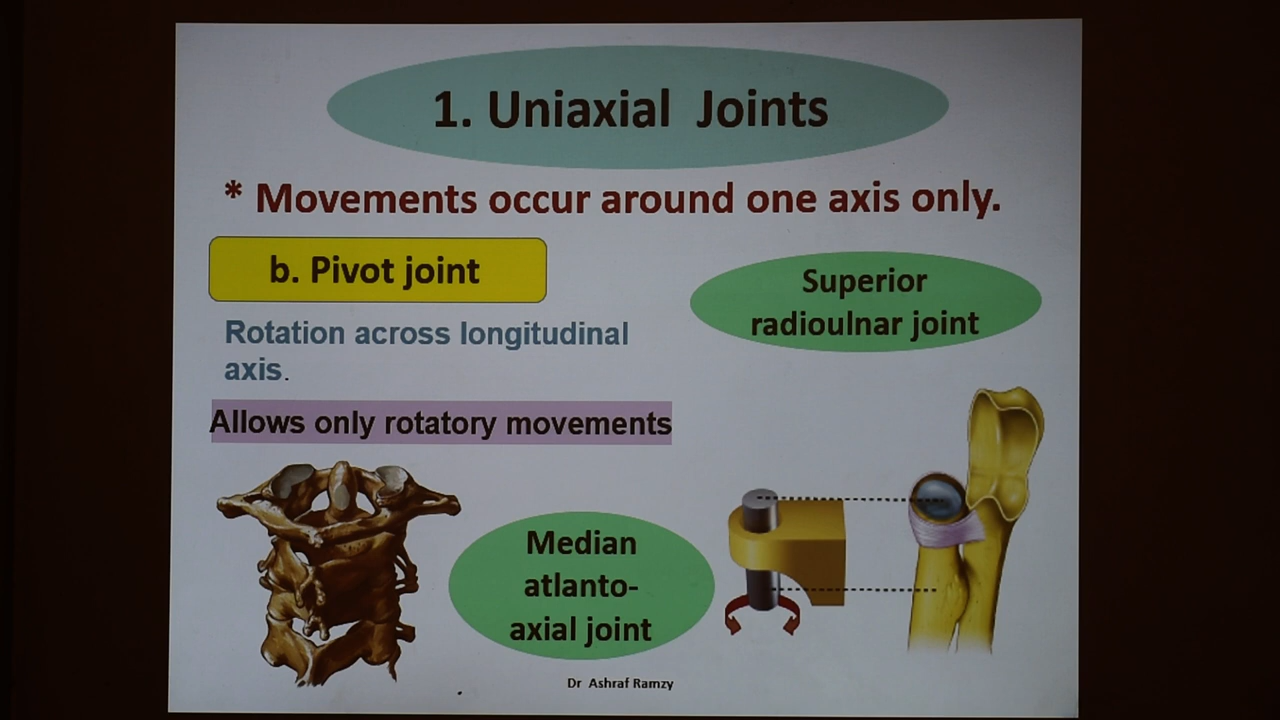 1. Uniaxial Joints
* Movements occur around one axis only.
b. Pivot joint
Superior
radioulnar joint
Rotation across longitudinal
axis.
Allows only rotatory movements
Median
atlanto-
axial joint
Dr Ashraf Ramzy